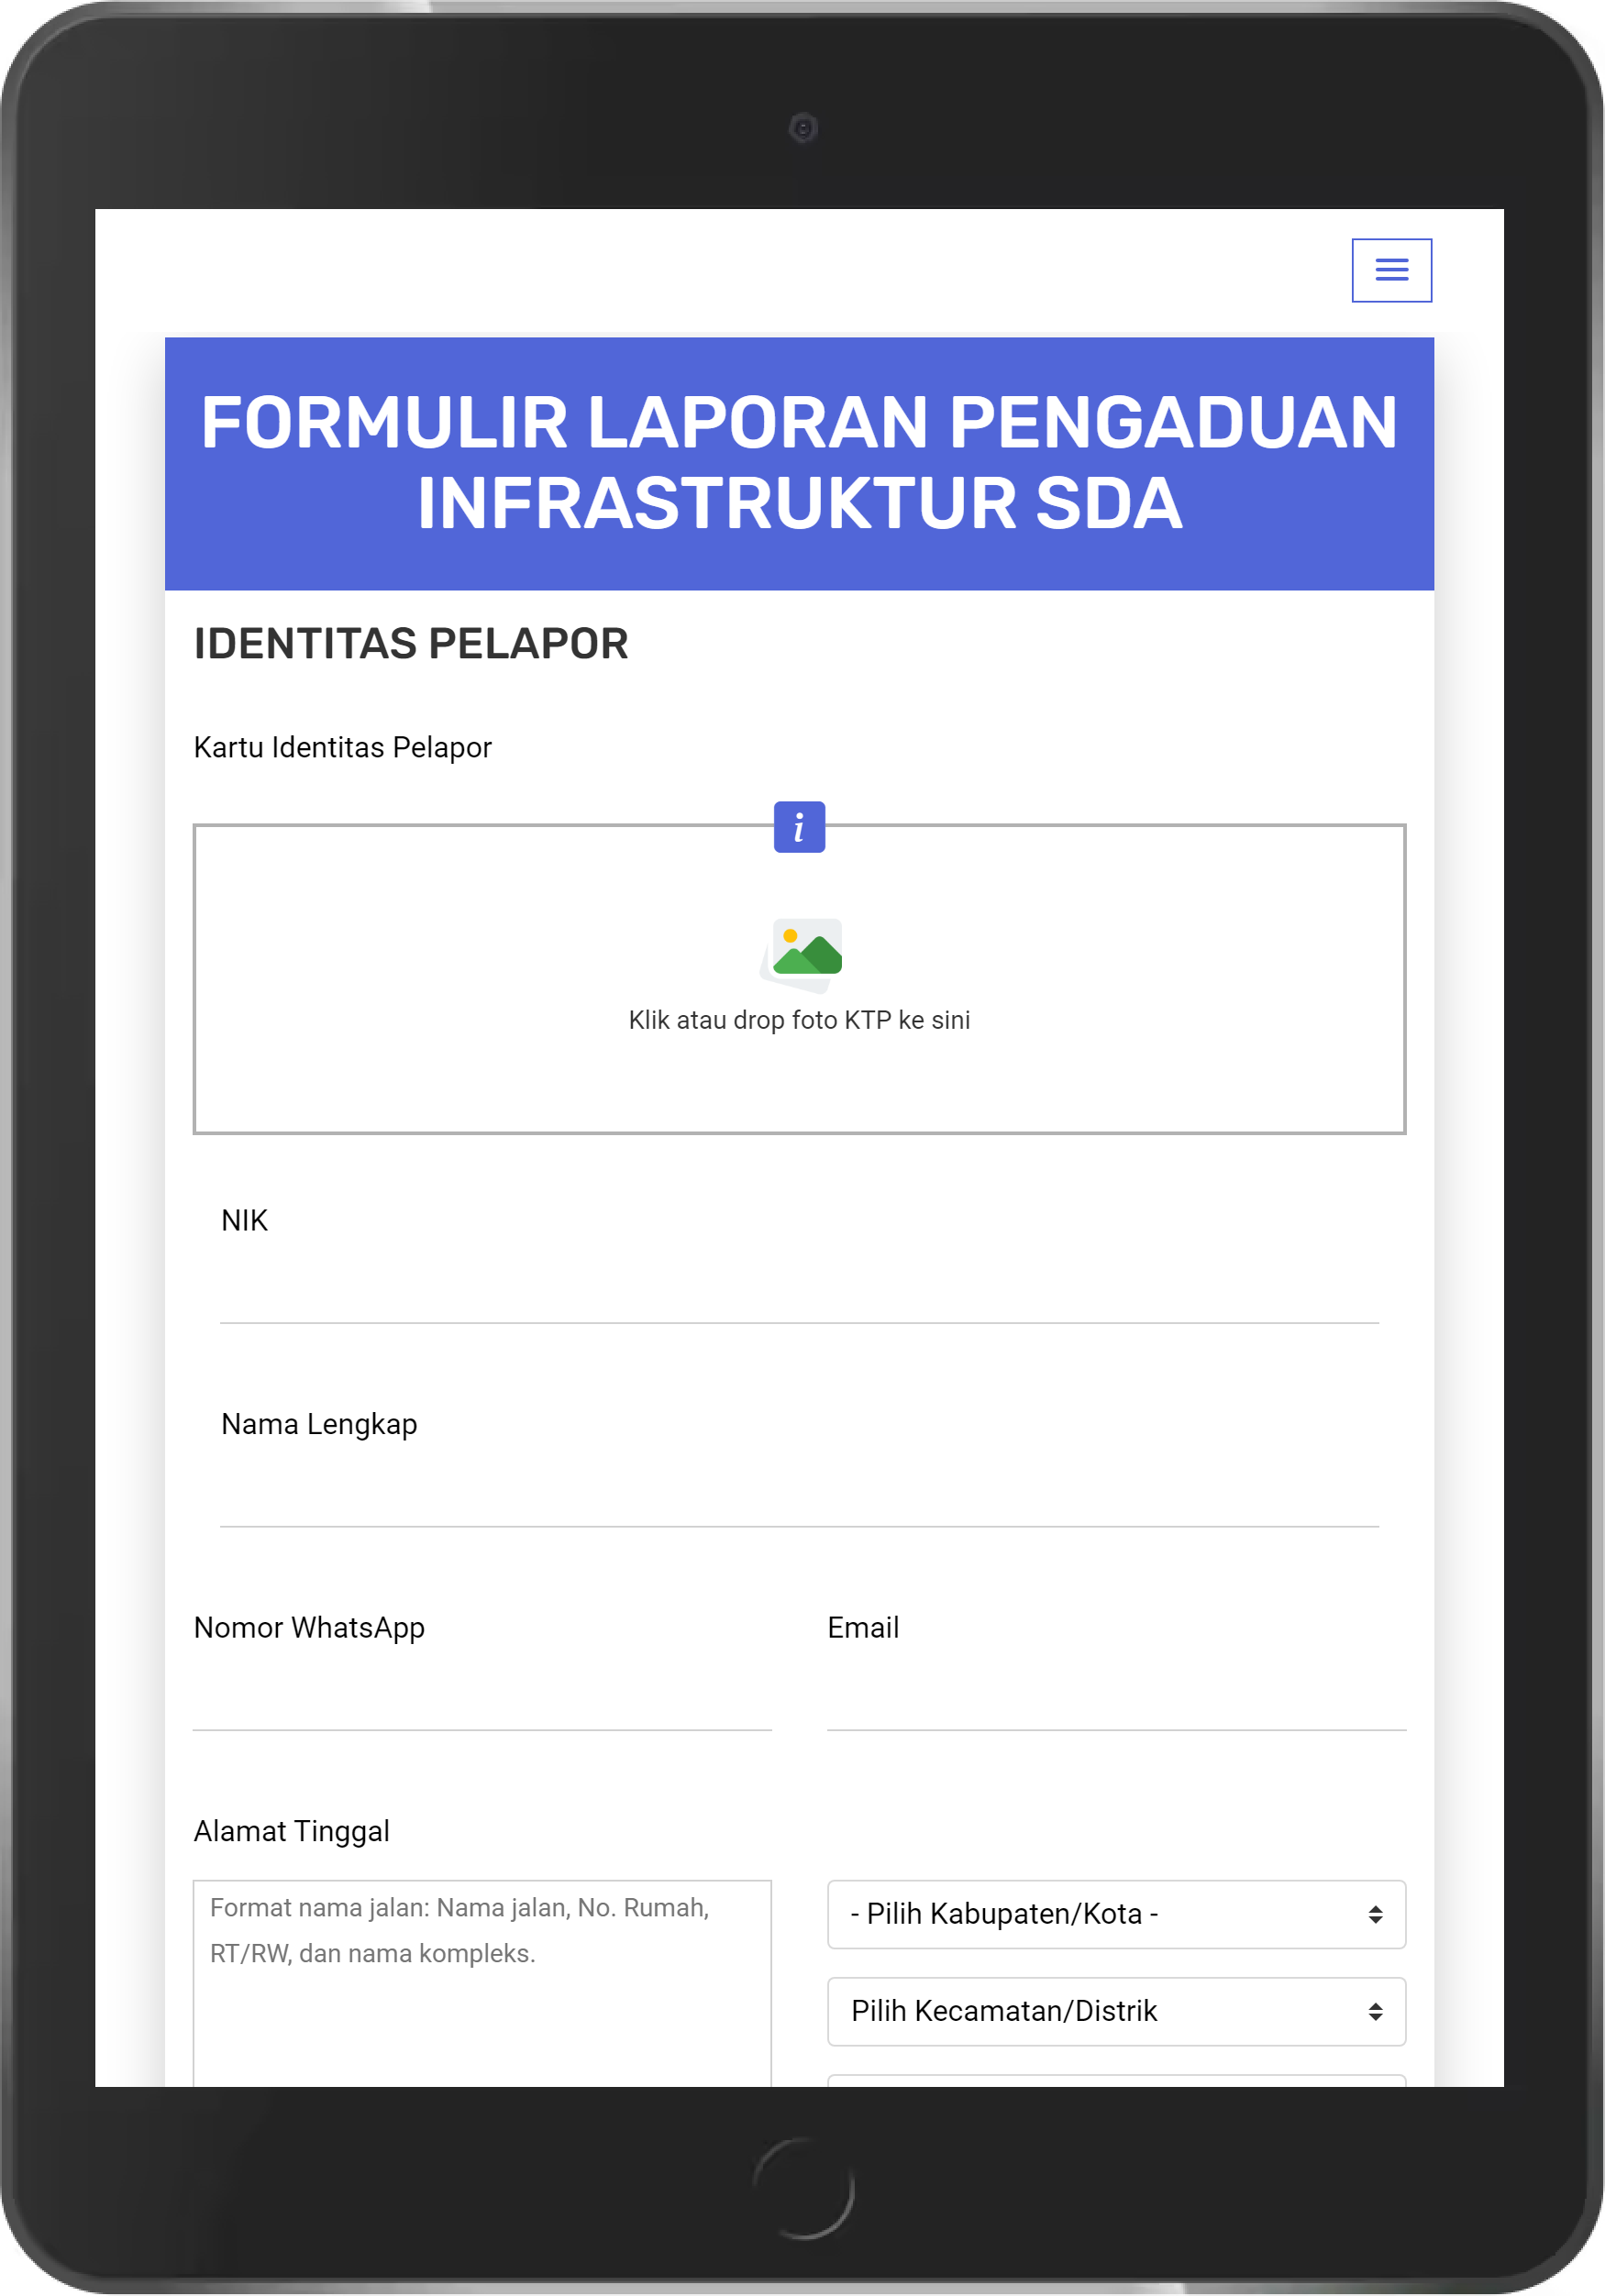 FORMULIR LAPORAN PENGADUAN
INFRASTRUKTUR SDA
IDENTITAS PELAPOR
Kartu Identitas Pelapor
i
Klik atau drop foto KTP ke sini
NIK
Nama Lengkap
Nomor WhatsApp
Email
Alamat Tinggal
Format nama jalan: Nama jalan, No. Rumah,
RT/RW, dan nama kompleks.
- Pilih Kabupaten/Kota -
Pilih Kecamatan/Distrik